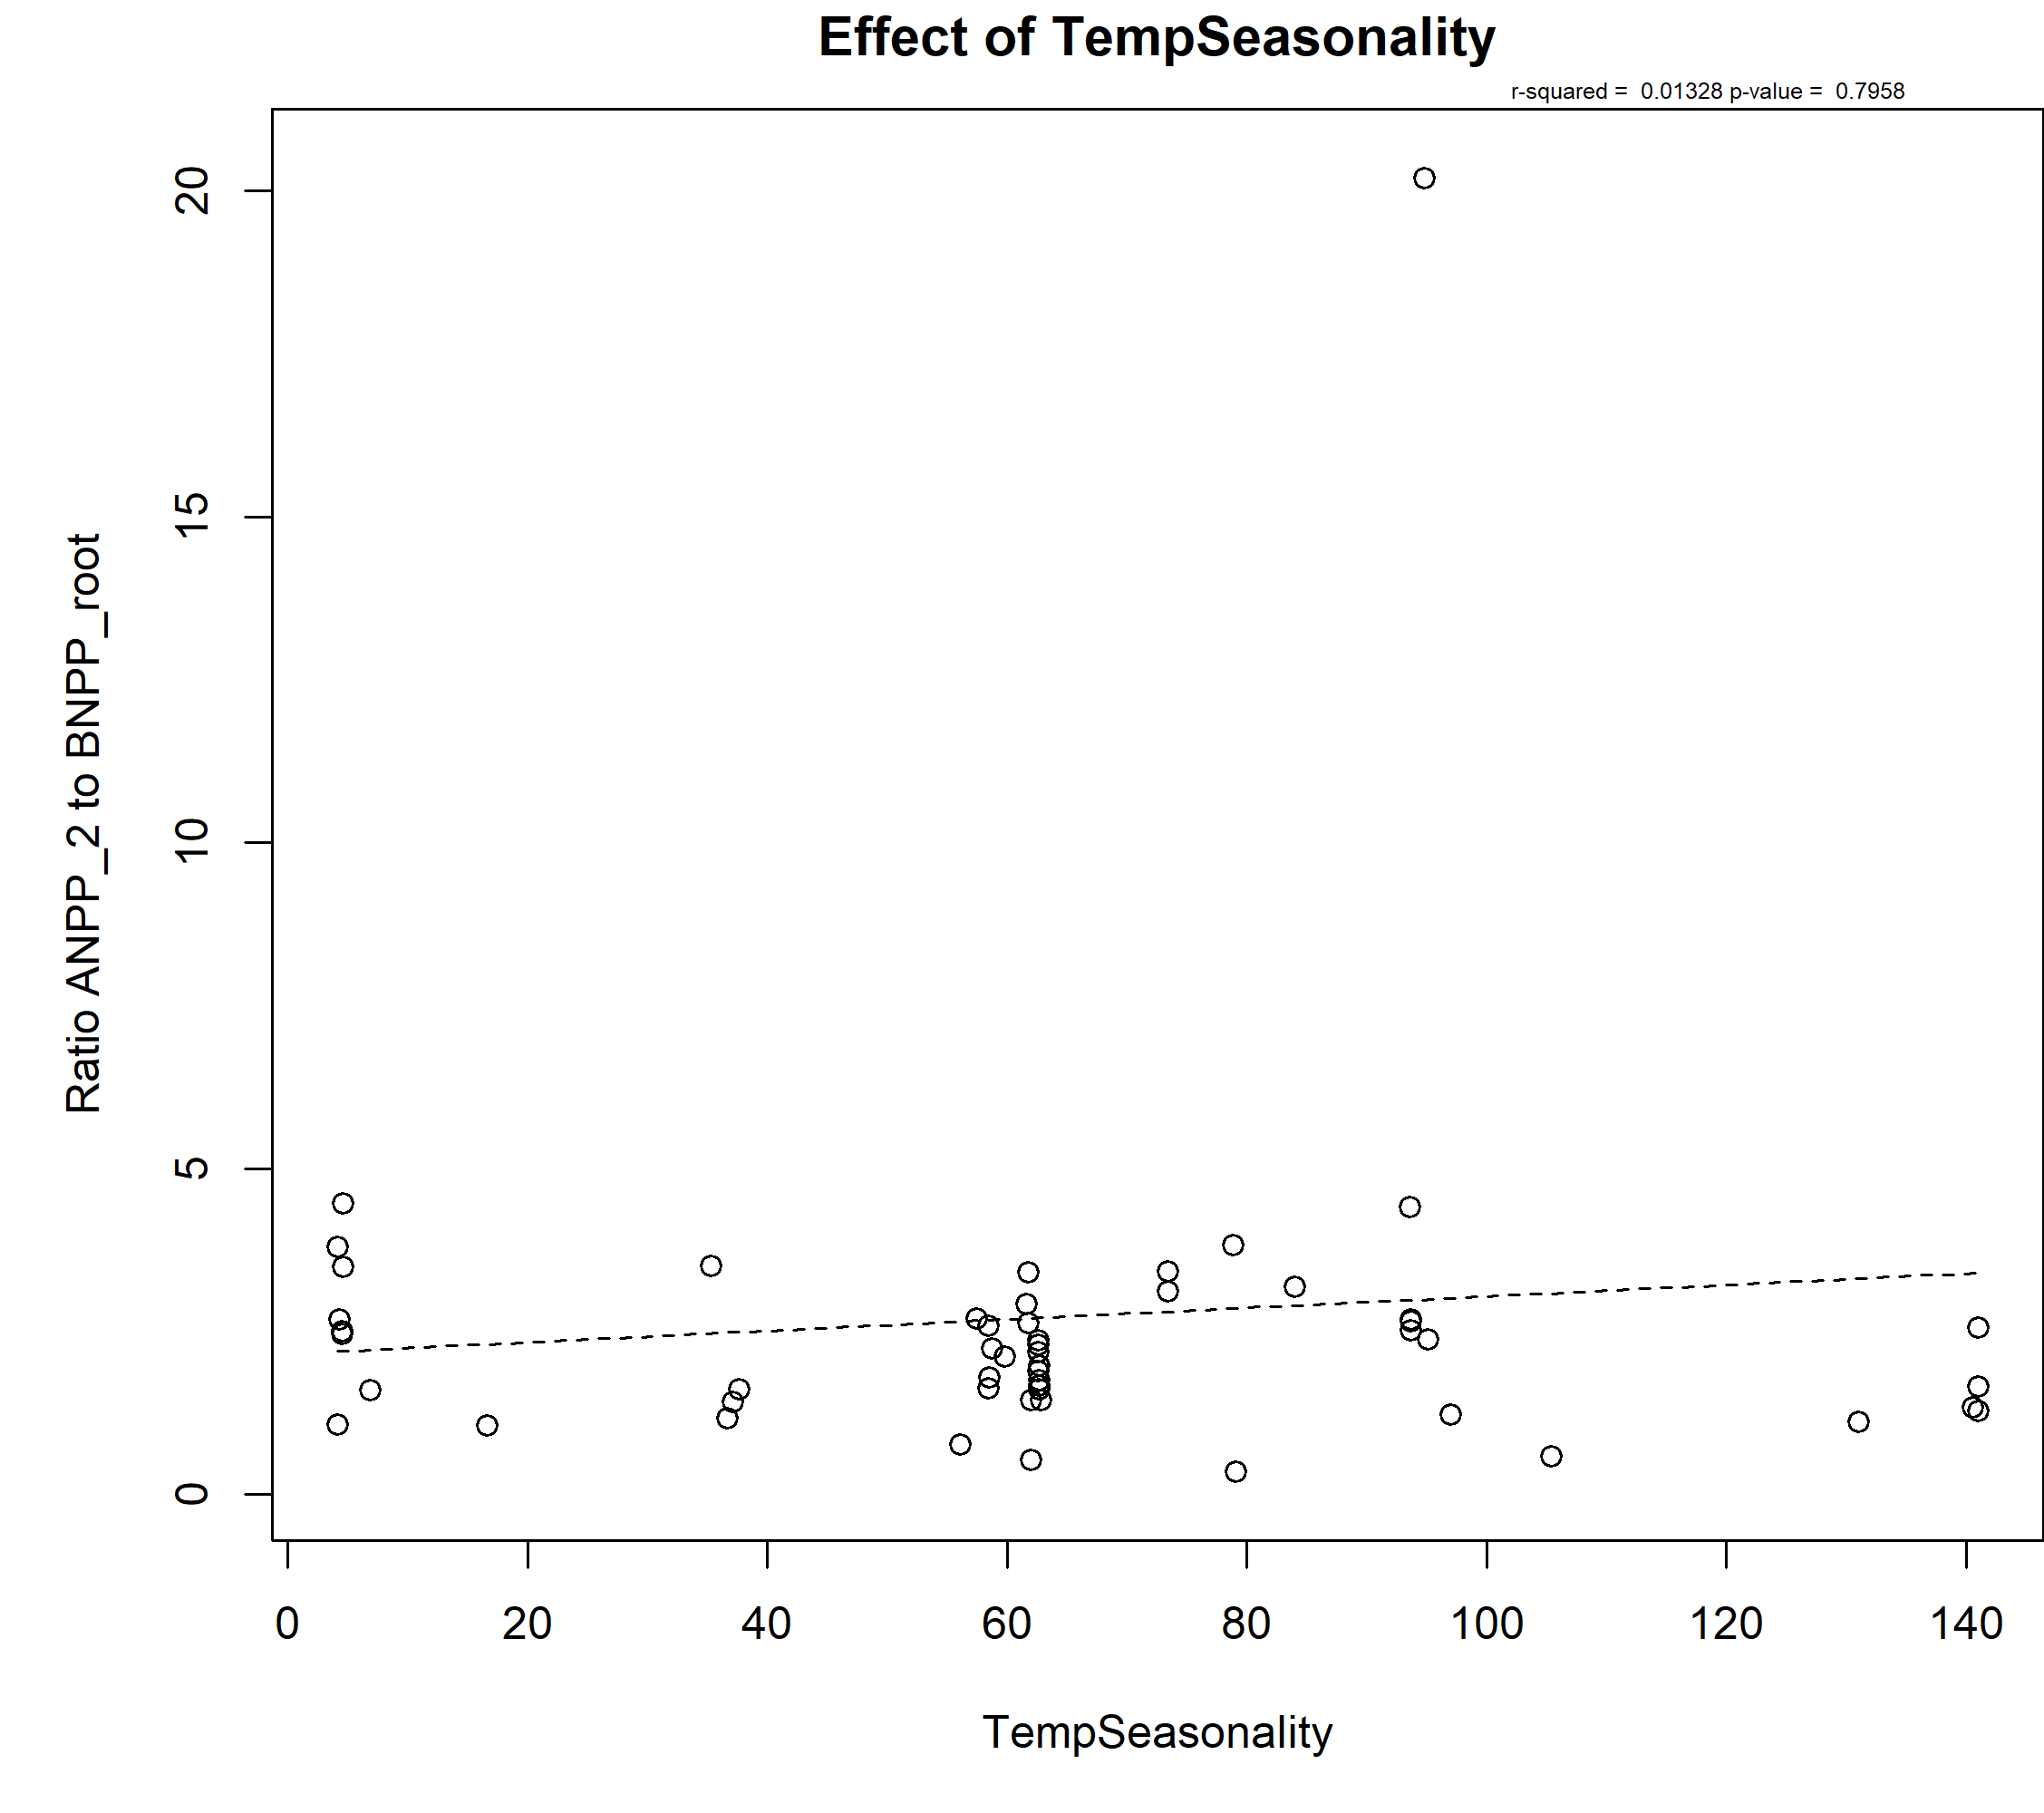 Effect of TempSeasonality
r-squared = 0.01328 p-value = 0.7958
Ratio ANPP_2 to BNPP_root
20
15
10
5
0
0 20 40 60 80 100 120 140
TempSeasonality